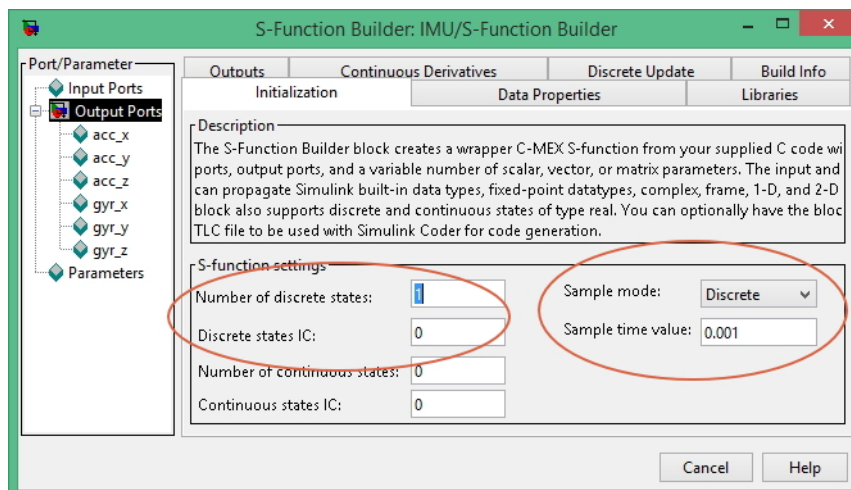 S-Function Builder: IMU/S-Function Builder
Port/Parameter
Input Ports
Output Ports
acc_x
acc_y
acc_z
gyr_x
gyr_y
gyr_z
Parameters
Outputs Continuous Derivatives Discrete Update Build Info
Initialization Data Properties Libraries
Description
The S-Function Builder block creates a wrapper C-MEX S-function from your supplied C code wi
ports, output ports, and a variable number of scalar, vector, or matrix parameters. The input and
can propagate Simulink built-in data types, fixed-point datatypes, complex, frame, 1-D, and 2-D
block also supports discrete and continuous states of type real. You can optionally have the bloc
TLC file to be used with Simulink Coder for code generation.
S-function settings
Number of discrete states: 1
Discrete states IC: 0
Number of continuous states: 0
Continuous states IC: 0
Sample mode: Discrete
Sample time value: 0.001
Cancel Help